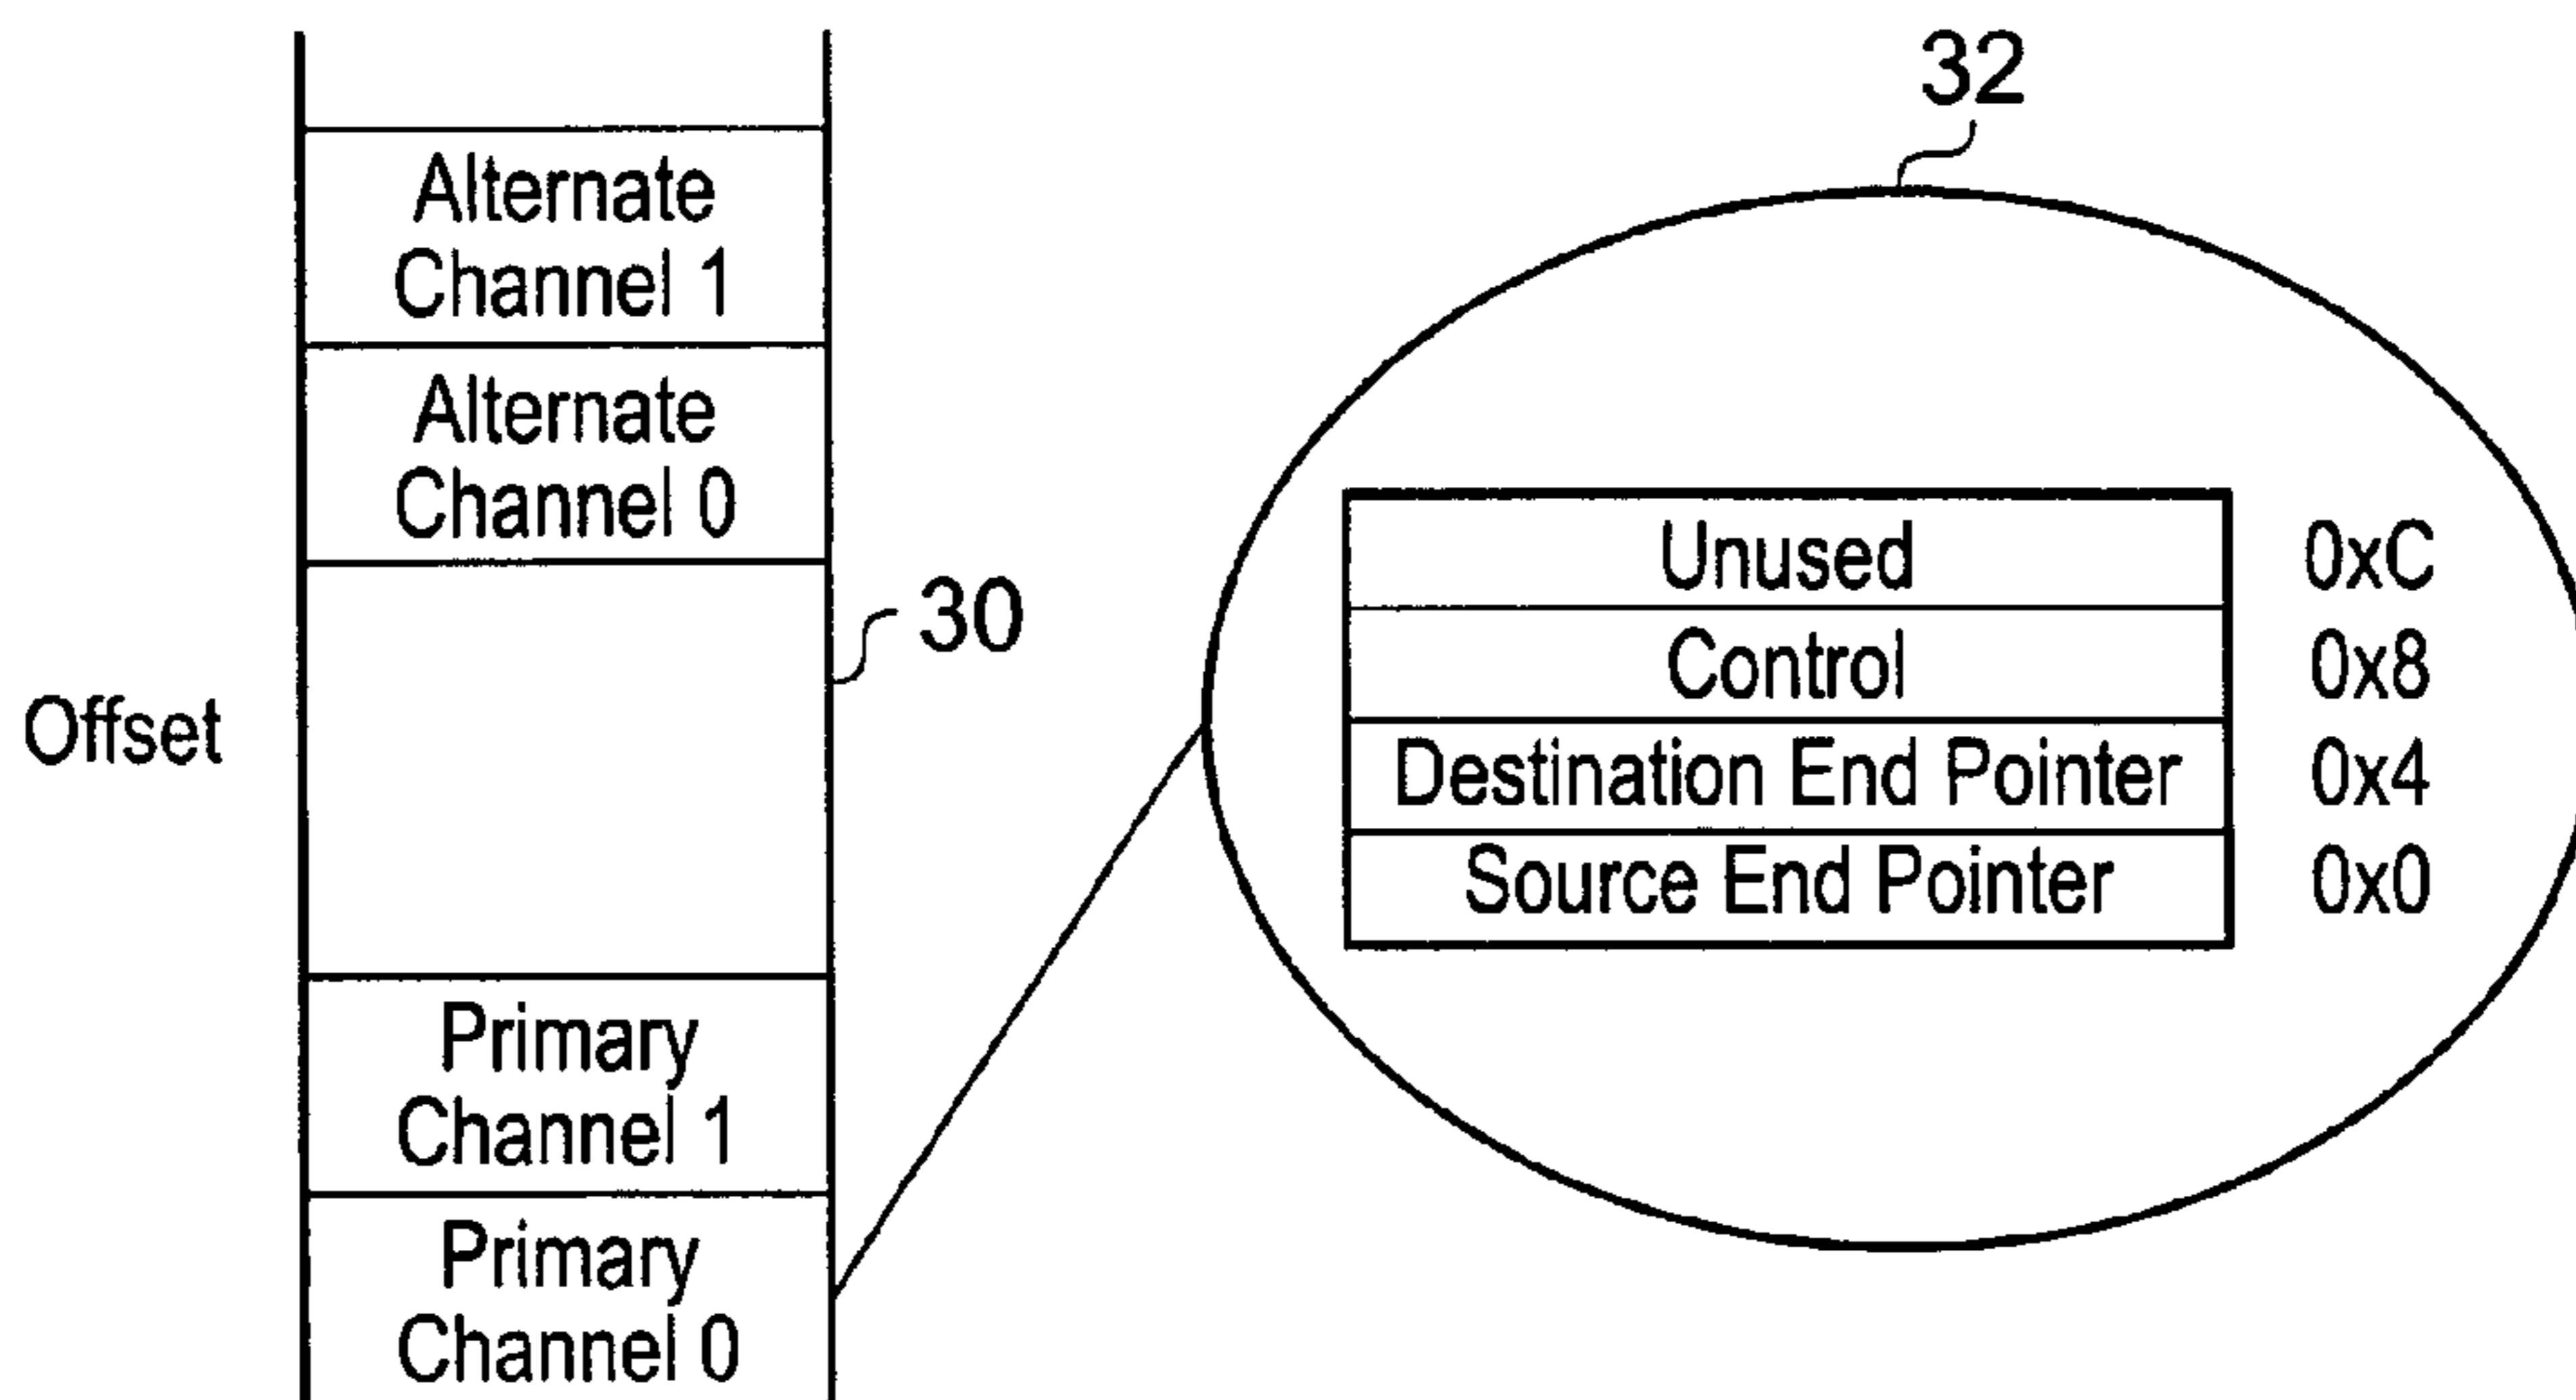 Alternate
Channel 1
Alternate
Channel 0
Offset
30
Primary
Channel 1
Primary
Channel 0
32
Unused 0xC
Control 0x8
Destination End Pointer 0x4
Source End Pointer 0x0